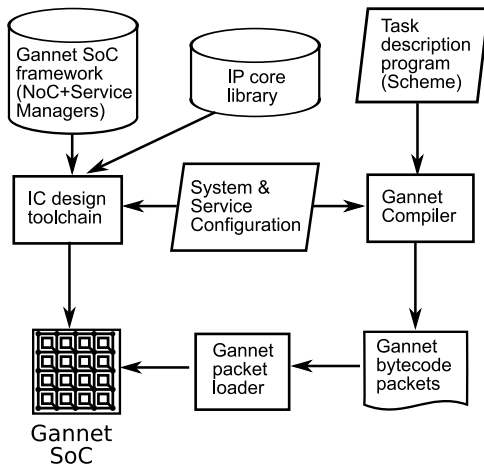 Gannet SoC
framework
(NoC+Service
Managers)
IP core
library
Task
description
program
(Scheme)
IC design
toolchain
System &
Service
Configuration
Gannet
Compiler
Gannet
SoC
Gannet
packet
loader
Gannet
bytecode
packets